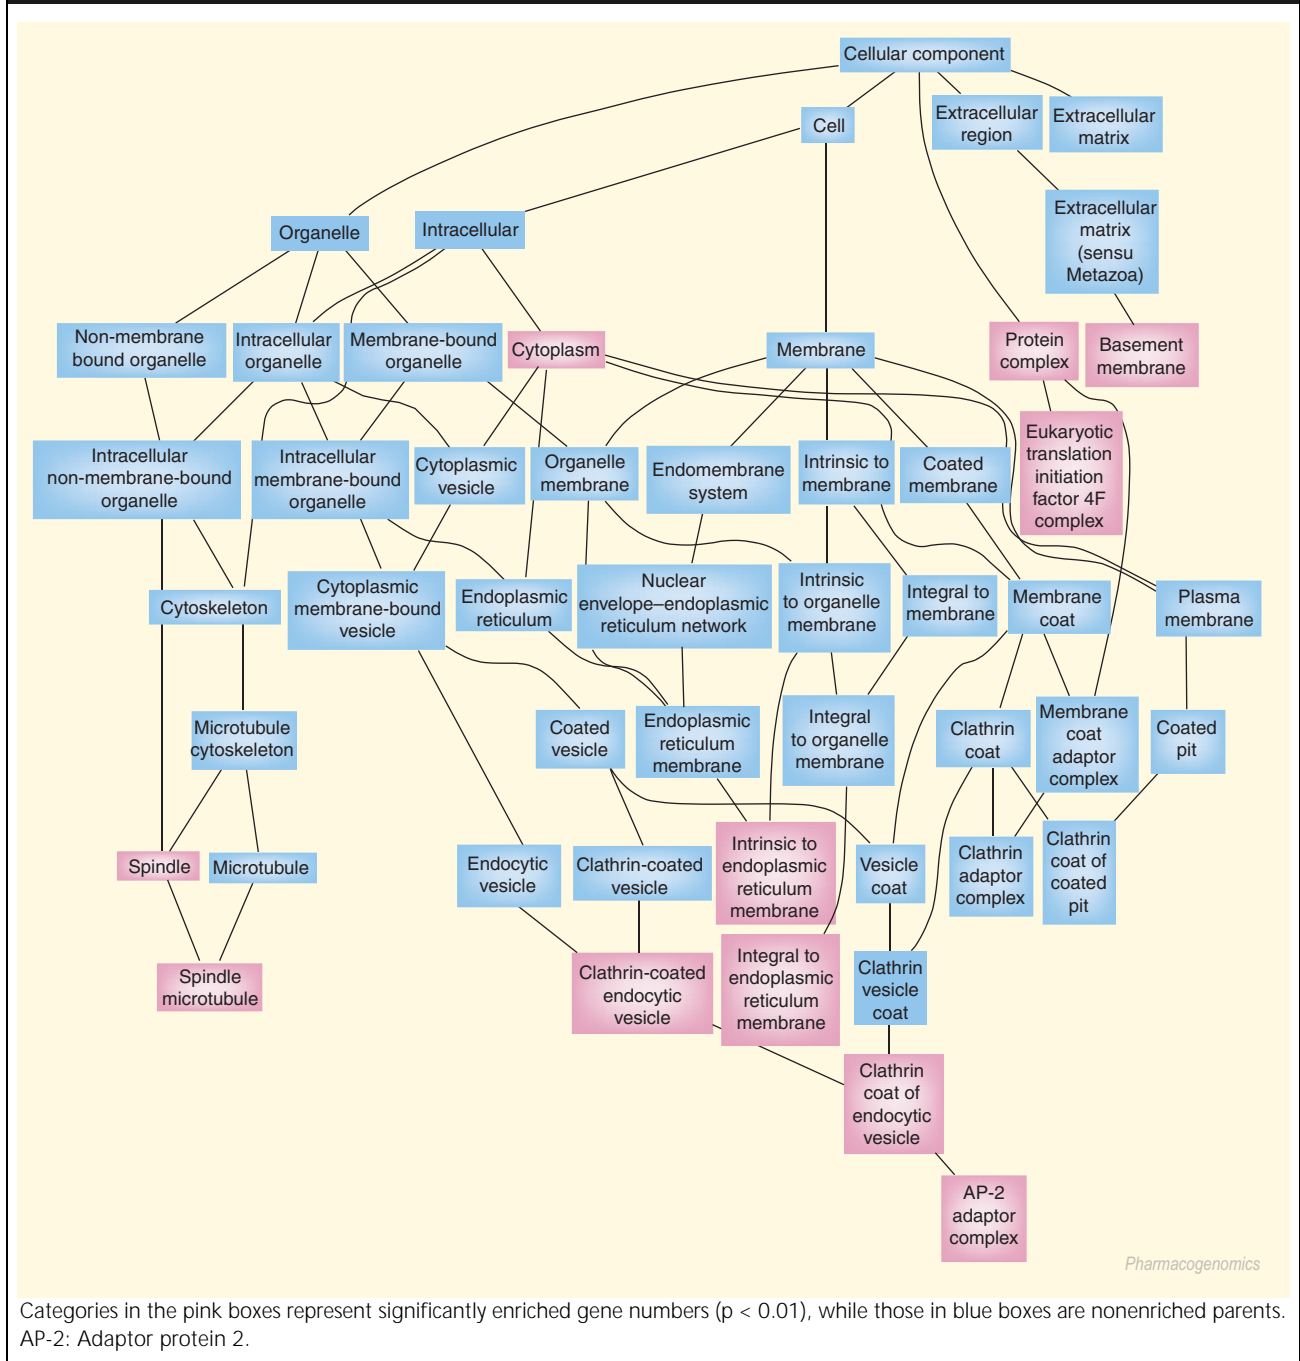 Cellular component
Cell
Extracellular
region
Extracellular
matrix
Organelle
Intracellular
Extracellular
matrix
(sensu
Metazoa)
Non-membrane
bound organelle
Intracellular
organelle
Membrane-bound
organelle
Cytoplasm
Membrane
Protein
complex
Basement
membrane
Intracellular
non-membrane-bound
organelle
Intracellular
membrane-bound
organelle
Cytoplasmic
vesicle
Organelle
membrane
Endomembrane
system
Intrinsic to
membrane
Coated
membrane
Eukaryotic
translation
initiation
factor 4F
complex
Cytoskeleton
Cytoplasmic
membrane-bound
vesicle
Endoplasmic
reticulum
Nuclear
envelope–endoplasmic
reticulum network
Intrinsic
to organelle
membrane
Integral to
membrane
Membrane
coat
Plasma
membrane
Microtubule
cytoskeleton
Coated
vesicle
Endoplasmic
reticulum
membrane
Integral
to organelle
membrane
Clathrin
coat
Membrane
coat
adaptor
complex
Coated
pit
Spindle
Microtubule
Endocytic
vesicle
Clathrin-coated
vesicle
Intrinsic to
endoplasmic
reticulum
membrane
Vesicle
coat
Clathrin
adaptor
complex
Clathrin
coat of
coated
pit
Spindle
microtubule
Clathrin-coated
endocytic
vesicle
Integral to
endoplasmic
reticulum
membrane
Clathrin
vesicle
coat
Clathrin
coat of
endocytic
vesicle
AP-2
adaptor
complex
Pharmacogenomics
Categories in the pink boxes represent significantly enriched gene numbers (p < 0.01), while those in blue boxes are nonenriched parents.
AP-2: Adaptor protein 2.